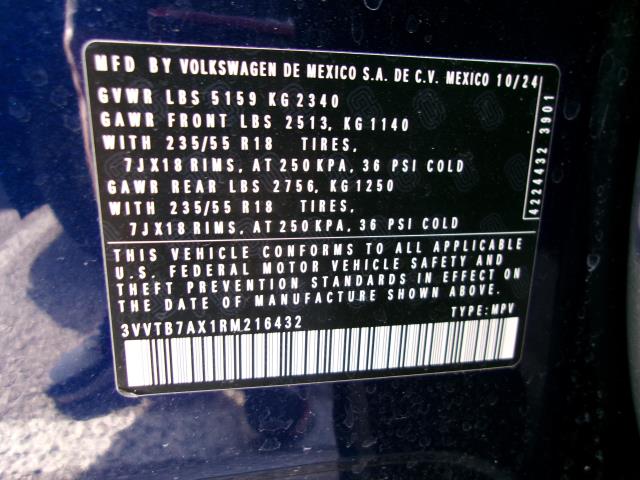 MFD BY VOLKSWAGEN DE MEXICO S.A. DE C.V. MEXICO 10/24
GVWR LBS 5159 KG 2340
GAWR FRONT LBS 2513, KG 1140
WITH 235/55 R18 TIRES,
7JX18 RIMS, AT 250 KPA, 36 PSI COLD
GAWR REAR LBS 2756, KG 1250
WITH 235/55 R18 TIRES,
7JX18 RIMS, AT 250 KPA, 36 PSI COLD
4224432 3901
THIS VEHICLE CONFORMS TO ALL APPLICABLE
U.S. FEDERAL MOTOR VEHICLE SAFETY AND
THEFT PREVENTION STANDARDS IN EFFECT ON
THE DATE OF MANUFACTURE SHOWN ABOVE.
3VVTB7AX1RM216432 TYPE: MPV